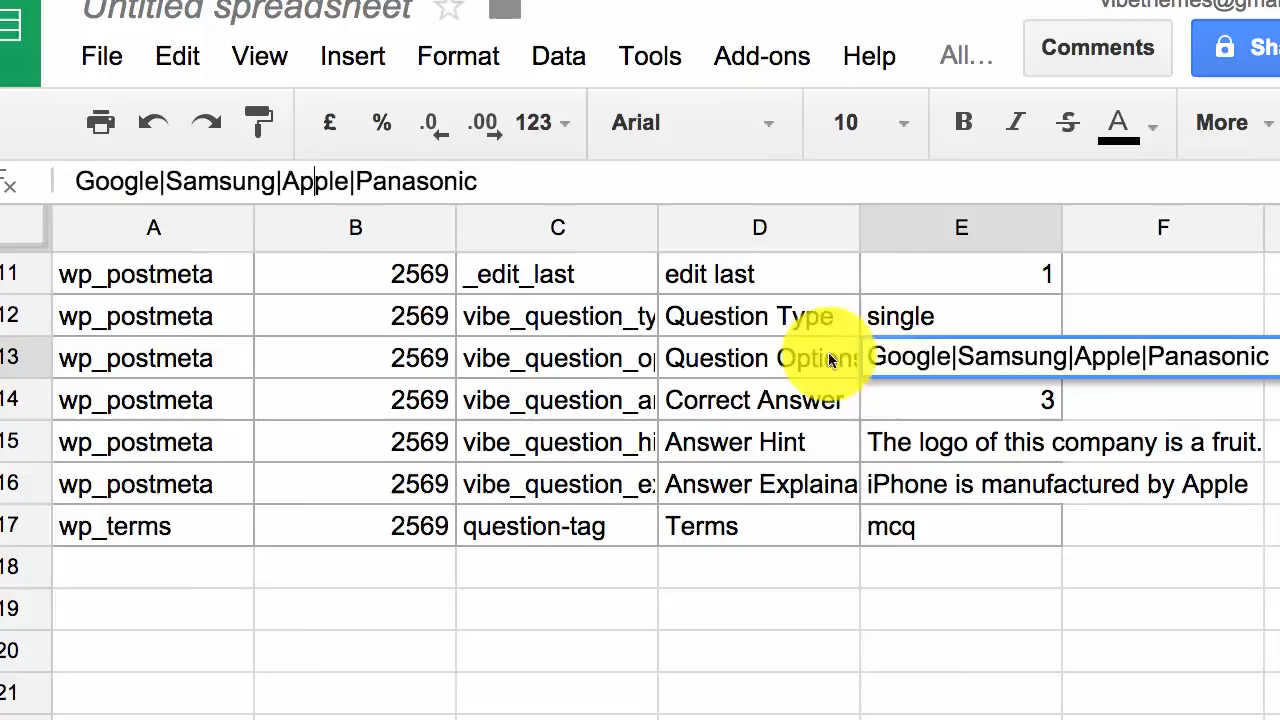 Untitled spreadsheet
File Edit View Insert Format Data Tools Add-ons Help All… Comments
£ % .0 .00 123 Arial 10 B I S A More
Google|Samsung|Apple|Panasonic
A B C D E F
11 wp_postmeta 2569 _edit_last edit last 1
12 wp_postmeta 2569 vibe_question_ty Question Type single
13 wp_postmeta 2569 vibe_question_o Question Options Google|Samsung|Apple|Panasonic
14 wp_postmeta 2569 vibe_question_a Correct Answer 3
15 wp_postmeta 2569 vibe_question_hi Answer Hint The logo of this company is a fruit.
16 wp_postmeta 2569 vibe_question_ex Answer Explaina iPhone is manufactured by Apple
17 wp_terms 2569 question-tag Terms mcq
18
19
20
21